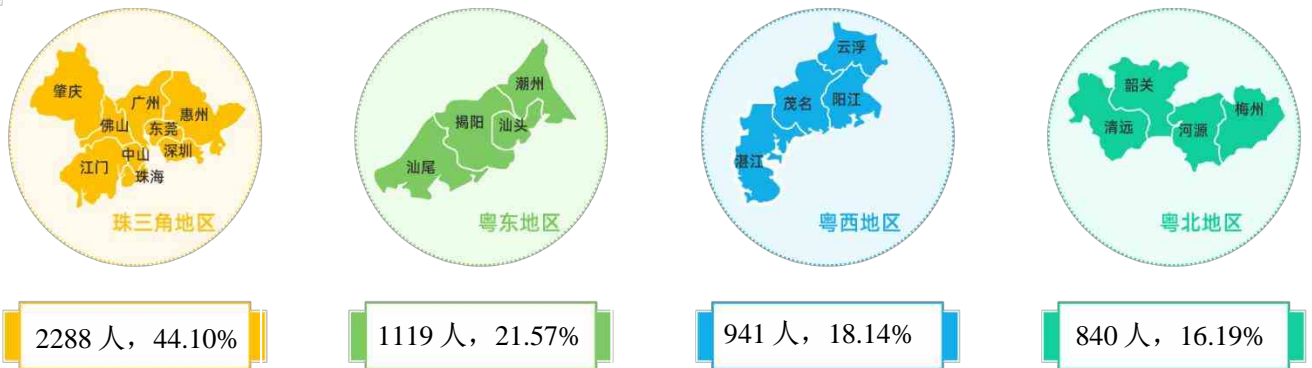 肇庆
广州
惠州
佛山
东莞
中山
深圳
江门
珠海
珠三角地区
2288 人，44.10%
潮州
揭阳
汕头
汕尾
粤东地区
1119 人，21.57%
云浮
茂名
阳江
湛江
粤西地区
941 人，18.14%
韶关
梅州
清远
河源
粤北地区
840 人，16.19%